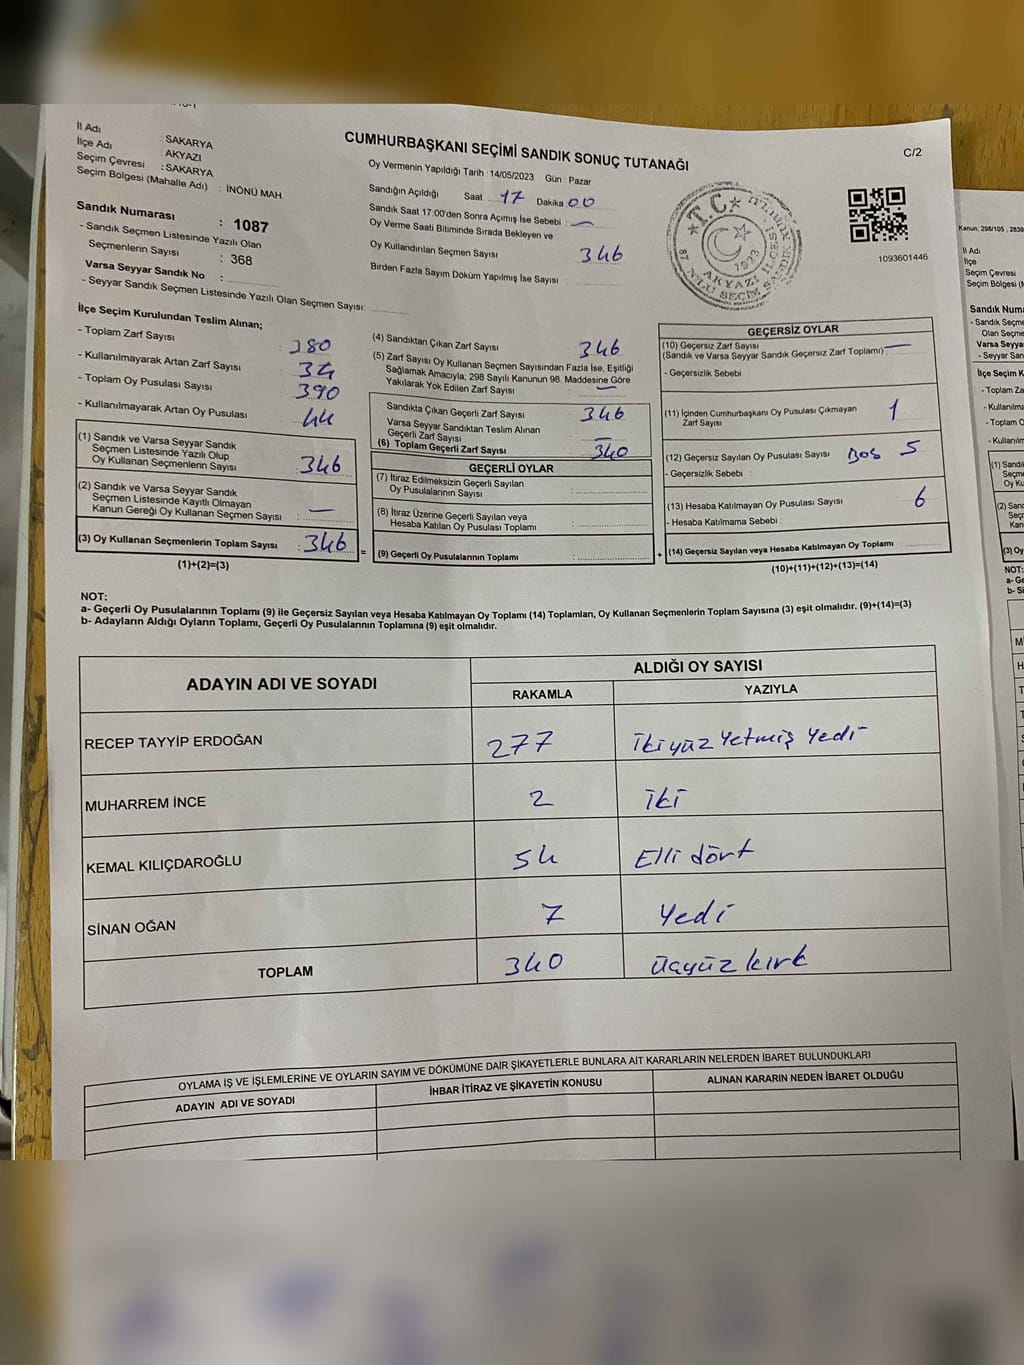 CUMHURBAŞKANI SEÇİMİ SANDIK SONUÇ TUTANAĞI
C/2
İl Adı : SAKARYA
İlçe Adı : AKYAZI
Seçim Çevresi : SAKARYA
Seçim Bölgesi (Mahalle Adı) : İNÖNÜ MAH.
Sandık Numarası : 1087
- Sandık Seçmen Listesinde Yazılı Olan
Seçmenlerin Sayısı : 368
Varsa Seyyar Sandık No :
- Seyyar Sandık Seçmen Listesinde Yazılı Olan Seçmen Sayısı:
Oy Vermenin Yapıldığı Tarih : 14/05/2023 Gün : Pazar
Sandığın Açıldığı Saat 17 Dakika 00
Sandık Saat 17:00'den Sonra Açımış İse Sebebi : —
Oy Verme Saati Bitiminde Sırada Bekleyen ve
Oy Kullandırılan Seçmen Sayısı 346
Birden Fazla Sayım Döküm Yapılmış İse Sayısı :
T.C.
1923
AKYAZI İLÇESİ
1093601446
İlçe Seçim Kurulundan Teslim Alınan;
- Toplam Zarf Sayısı : 380
- Kullanılmayarak Artan Zarf Sayısı : 34
- Toplam Oy Pusulası Sayısı : 390
- Kullanılmayarak Artan Oy Pusulası : 44
(1) Sandık ve Varsa Seyyar Sandık
Seçmen Listesinde Yazılı Olup
Oy Kullanan Seçmenlerin Sayısı : 346
(2) Sandık ve Varsa Seyyar Sandık
Seçmen Listesinde Kayıtlı Olmayan
Kanun Gereği Oy Kullanan Seçmen Sayısı : —
(3) Oy Kullanan Seçmenlerin Toplam Sayısı : 346
(1)+(2)=(3)
=
(4) Sandıktan Çıkan Zarf Sayısı 346
(5) Zarf Sayısı Oy Kullanan Seçmen Sayısından Fazla İse, Eşitliği
Sağlamak Amacıyla; 298 Sayılı Kanunun 98. Maddesine Göre
Yakılarak Yok Edilen Zarf Sayısı : —
Sandıkta Çıkan Geçerli Zarf Sayısı : 346
Varsa Seyyar Sandıktan Teslim Alınan
Geçerli Zarf Sayısı : —
(6) Toplam Geçerli Zarf Sayısı : 340
GEÇERLİ OYLAR
(7) İtiraz Edilmeksizin Geçerli Sayılan
Oy Pusulalarının Sayısı :
(8) İtiraz Üzerine Geçerli Sayılan veya
Hesaba Katılan Oy Pusulası Toplamı :
(9) Geçerli Oy Pusulalarının Toplamı :
+
GEÇERSİZ OYLAR
(10) Geçersiz Zarf Sayısı
(Sandık ve Varsa Seyyar Sandık Geçersiz Zarf Toplamı) : —
- Geçersizlik Sebebi :
(11) İçinden Cumhurbaşkanı Oy Pusulası Çıkmayan
Zarf Sayısı : 1
(12) Geçersiz Sayılan Oy Pusulası Sayısı : Boş 5
- Geçersizlik Sebebi :
(13) Hesaba Katılmayan Oy Pusulası Sayısı : 6
- Hesaba Katılmama Sebebi :
(14) Geçersiz Sayılan veya Hesaba Katılmayan Oy Toplamı :
(10)+(11)+(12)+(13)=(14)
NOT:
a- Geçerli Oy Pusulalarının Toplamı (9) ile Geçersiz Sayılan veya Hesaba Katılmayan Oy Toplamı (14) Toplamları, Oy Kullanan Seçmenlerin Toplam Sayısına (3) eşit olmalıdır. (9)+(14)=(3)
b- Adayların Aldığı Oyların Toplamı, Geçerli Oy Pusulalarının Toplamına (9) eşit olmalıdır.
ADAYIN ADI VE SOYADI ALDIĞI OY SAYISI
RAKAMLA YAZIYLA
RECEP TAYYİP ERDOĞAN 277 İkiyüz Yetmiş Yedi
MUHARREM İNCE 2 İki
KEMAL KILIÇDAROĞLU 54 Elli dört
SİNAN OĞAN 7 Yedi
TOPLAM 340 Üçyüz kırk
OYLAMA İŞ VE İŞLEMLERİNE VE OYLARIN SAYIM VE DÖKÜMÜNE DAİR ŞİKAYETLERLE BUNLARA AİT KARARLARIN NELERDEN İBARET BULUNDUKLARI
ADAYIN ADI VE SOYADI İHBAR İTİRAZ VE ŞİKAYETİN KONUSU ALINAN KARARIN NEDEN İBARET OLDUĞU
Kanun, 298/105
İl Adı
İlçe
Seçim Çevresi
Seçim Bölgesi
Sandık Num